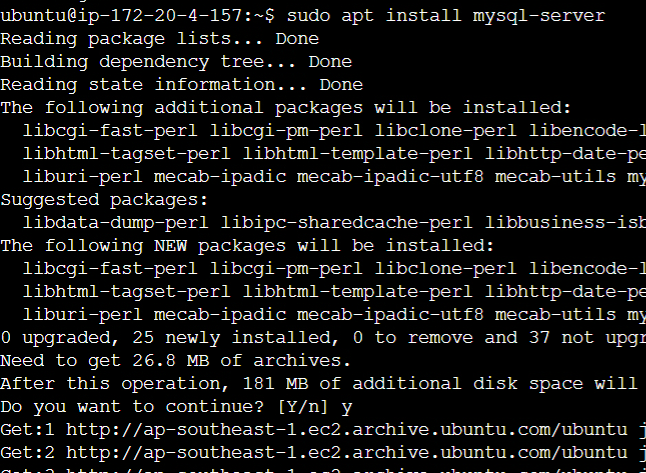 ubuntu@ip-172-20-4-157:~$ sudo apt install mysql-server
Reading package lists... Done
Building dependency tree... Done
Reading state information... Done
The following additional packages will be installed:
  libcgi-fast-perl libcgi-pm-perl libclone-perl libencode-l
  libhtml-tagset-perl libhtml-template-perl libhttp-date-pe
  liburi-perl mecab-ipadic mecab-ipadic-utf8 mecab-utils my
Suggested packages:
  libdata-dump-perl libipc-sharedcache-perl libbusiness-isb
The following NEW packages will be installed:
  libcgi-fast-perl libcgi-pm-perl libclone-perl libencode-l
  libhtml-tagset-perl libhtml-template-perl libhttp-date-pe
  liburi-perl mecab-ipadic mecab-ipadic-utf8 mecab-utils my
0 upgraded, 25 newly installed, 0 to remove and 37 not upgr
Need to get 26.8 MB of archives.
After this operation, 181 MB of additional disk space will
Do you want to continue? [Y/n] y
Get:1 http://ap-southeast-1.ec2.archive.ubuntu.com/ubuntu j
Get:2 http://ap-southeast-1.ec2.archive.ubuntu.com/ubuntu j